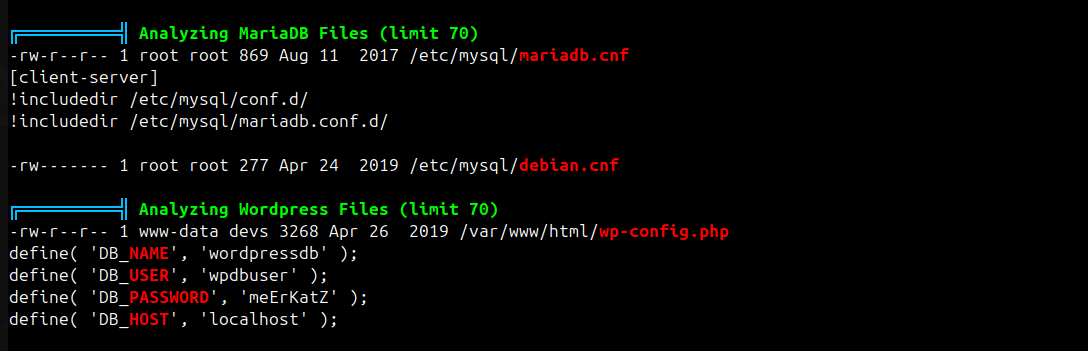 ╔══════════╣ Analyzing MariaDB Files (limit 70)
-rw-r--r-- 1 root root 869 Aug 11  2017 /etc/mysql/mariadb.cnf
[client-server]
!includedir /etc/mysql/conf.d/
!includedir /etc/mysql/mariadb.conf.d/
-rw------- 1 root root 277 Apr 24  2019 /etc/mysql/debian.cnf
╔══════════╣ Analyzing Wordpress Files (limit 70)
-rw-r--r-- 1 www-data devs 3268 Apr 26  2019 /var/www/html/wp-config.php
define( 'DB_NAME', 'wordpressdb' );
define( 'DB_USER', 'wpdbuser' );
define( 'DB_PASSWORD', 'meErKatZ' );
define( 'DB_HOST', 'localhost' );